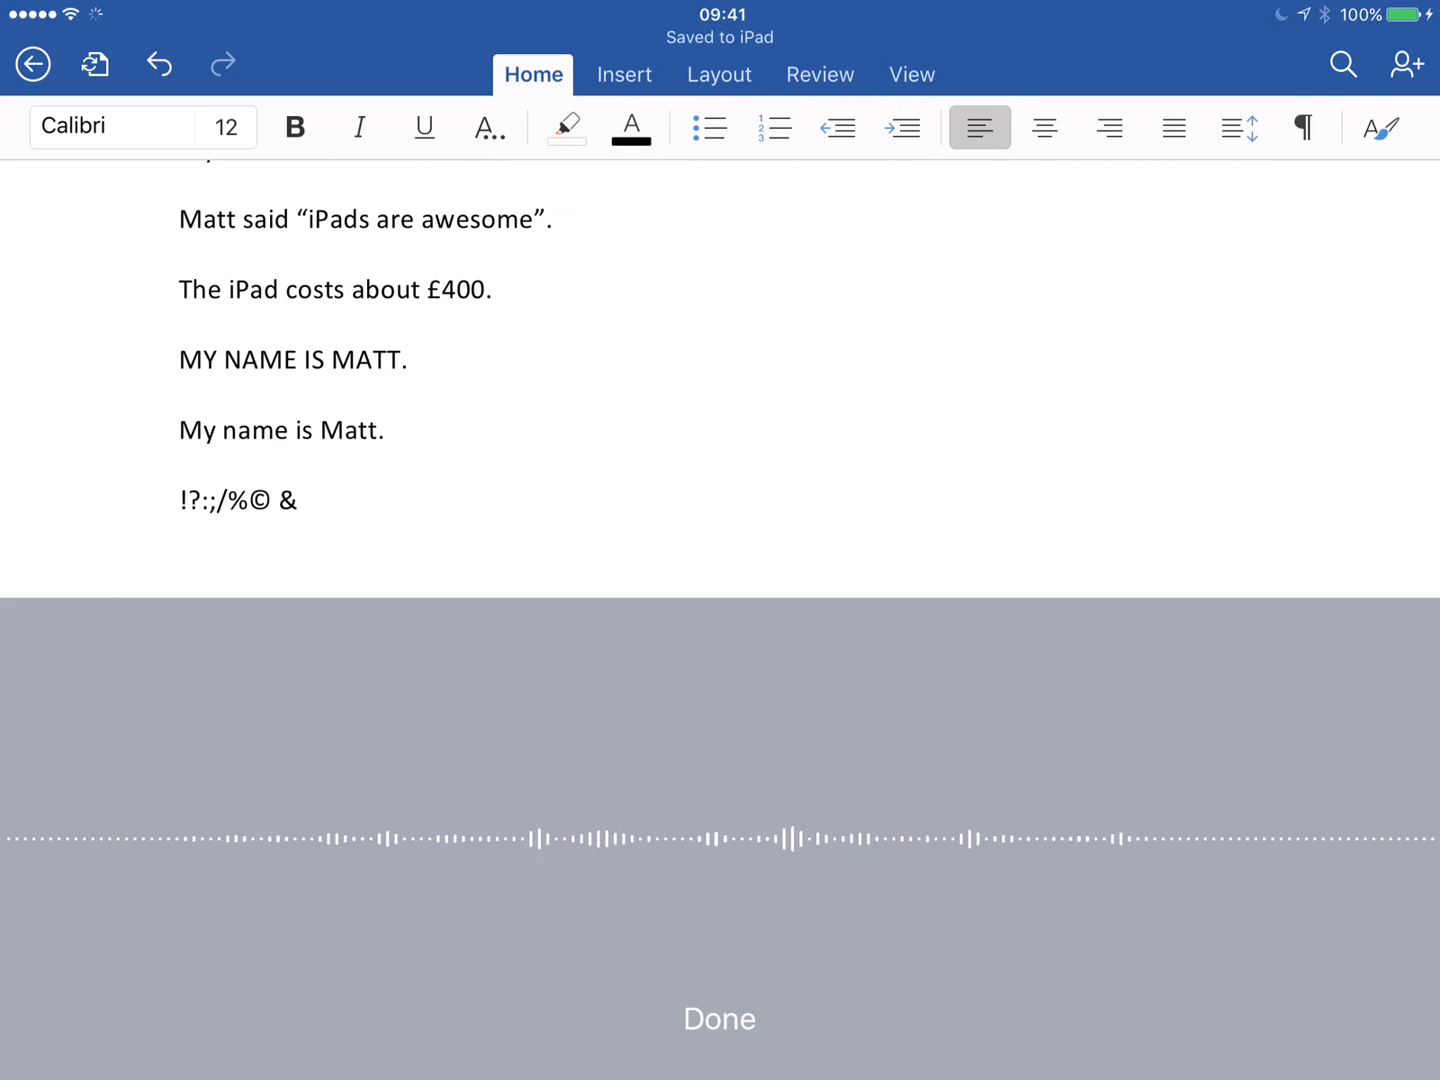 09:41
100%
Saved to iPad
Home Insert Layout Review View
Calibri 12 B I U A.. A
Matt said “iPads are awesome”.
The iPad costs about £400.
MY NAME IS MATT.
My name is Matt.
!?:;/%© &
Done